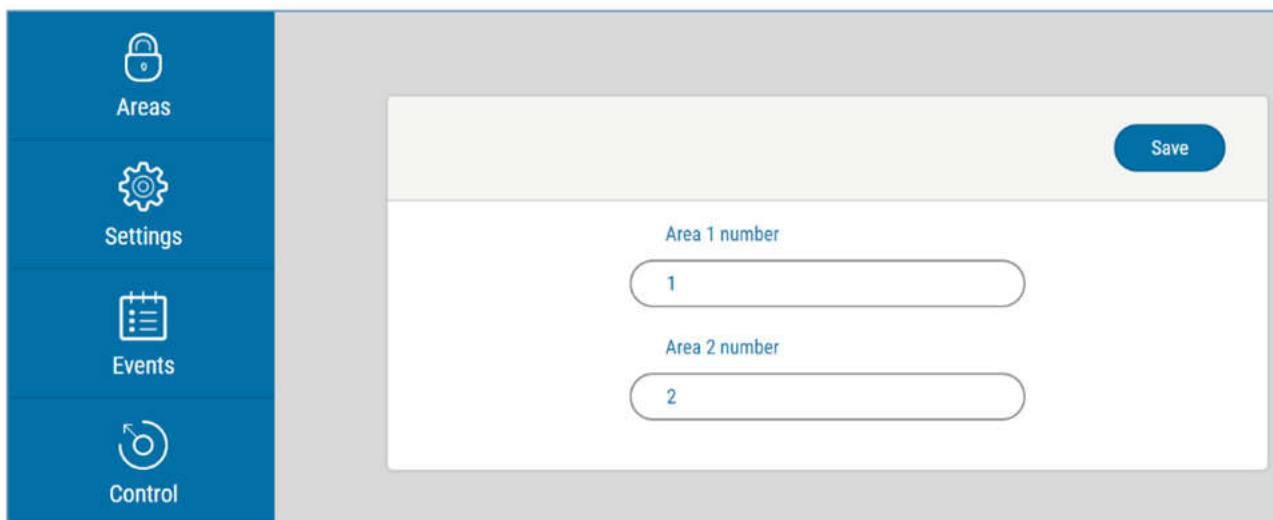 Areas
Settings
Events
Control
Save
Area 1 number
1
Area 2 number
2